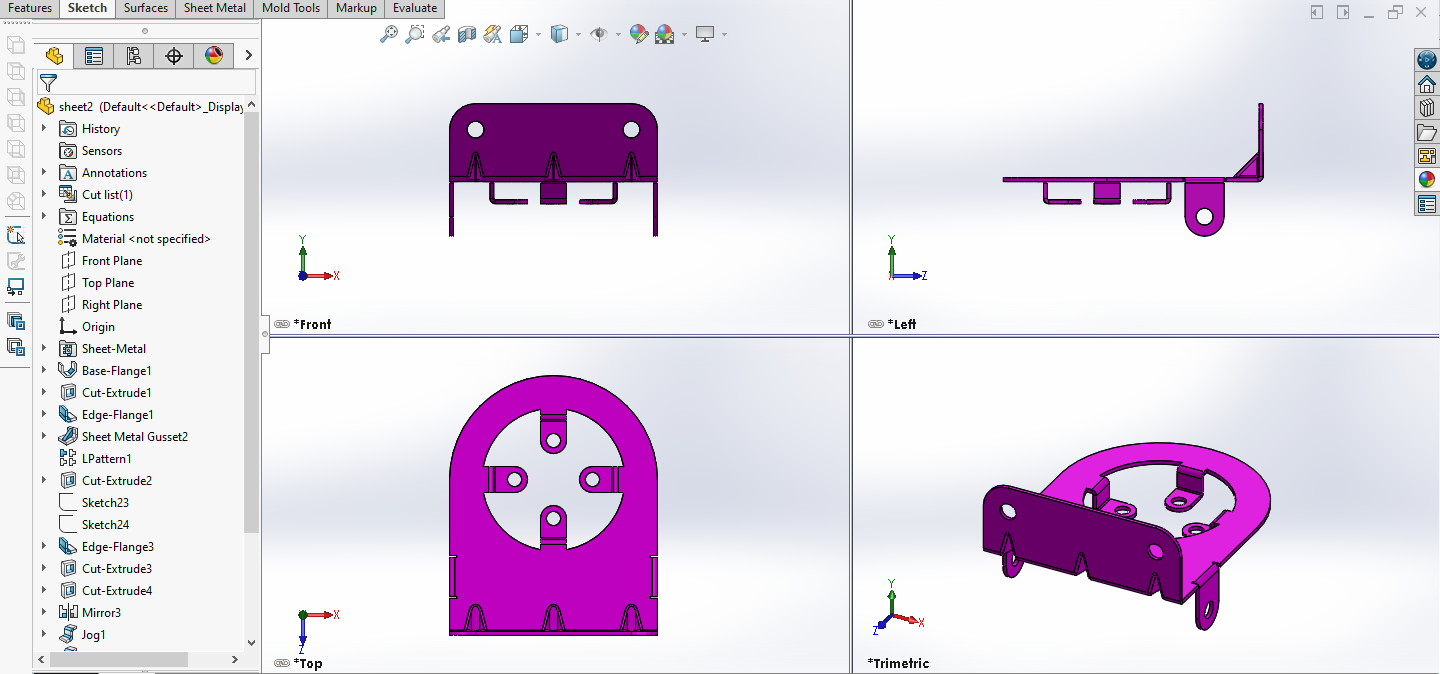 Features Sketch Surfaces Sheet Metal Mold Tools Markup Evaluate
sheet2 (Default<<Default>_Display
History
Sensors
Annotations
Cut list(1)
Equations
Material <not specified>
Front Plane
Top Plane
Right Plane
Origin
Sheet-Metal
Base-Flange1
Cut-Extrude1
Edge-Flange1
Sheet Metal Gusset2
LPattern1
Cut-Extrude2
Sketch23
Sketch24
Edge-Flange3
Cut-Extrude3
Cut-Extrude4
Mirror3
Jog1
Y
X
*Front
Y
X
Z
*Left
X
Z
*Top
Y
X
Z
*Trimetric